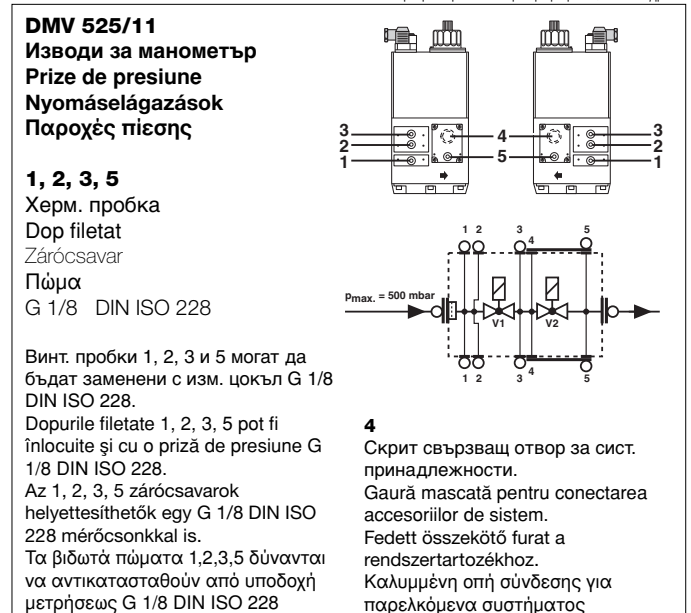 DMV 525/11
Изводи за манометър
Prize de presiune
Nyomáselágazások
Παροχές πίεσης
1, 2, 3, 5
Херм. пробка
Dop filetat
Zárócsavar
Πώμα
G 1/8 DIN ISO 228
Винт. пробки 1, 2, 3 и 5 могат да
бъдат заменени с изм. цокъл G 1/8
DIN ISO 228.
Dopurile filetate 1, 2, 3, 5 pot fi
înlocuite şi cu o priză de presiune G
1/8 DIN ISO 228.
Az 1, 2, 3, 5 zárócsavarok
helyettesíthetők egy G 1/8 DIN ISO
228 mérőcsonkkal is.
Τα βιδωτά πώματα 1,2,3,5 δύνανται
να αντικατασταθούν από υποδοχή
μετρήσεως G 1/8 DIN ISO 228
3
2
1
4
5
3
2
1
1 2 3 4 5
pmax. = 500 mbar
V1 V2
1 2 3 4 5
4
Скрит свързващ отвор за сист.
принадлежности.
Gaură mascată pentru conectarea
accesoriilor de sistem.
Fedett összekötő furat a
rendszertartozékhoz.
Καλυμμένη οπή σύνδεσης για
παρελκόμενα συστήματος